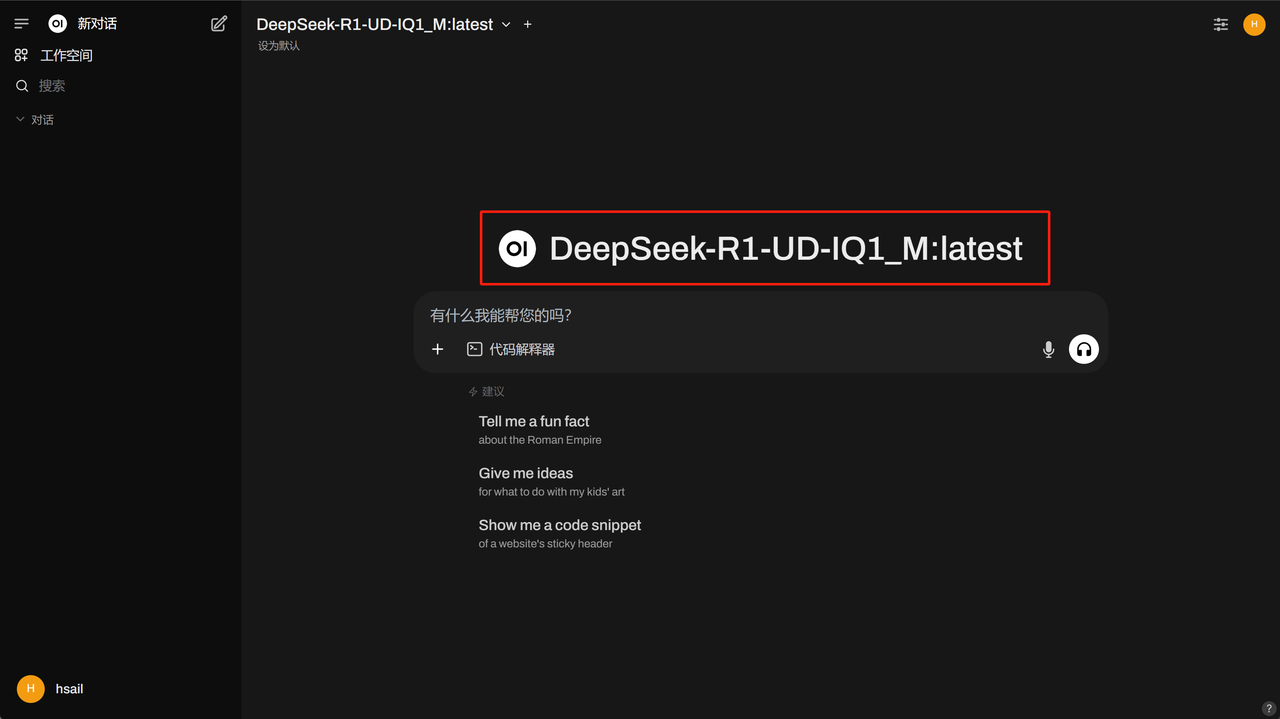 OI 新对话
工作空间
搜索
对话
hsail
H
DeepSeek-R1-UD-IQ1_M:latest
设为默认
H
OI DeepSeek-R1-UD-IQ1_M:latest
有什么我能帮您的吗?
代码解释器
建议
Tell me a fun fact
about the Roman Empire
Give me ideas
for what to do with my kids' art
Show me a code snippet
of a website's sticky header
?